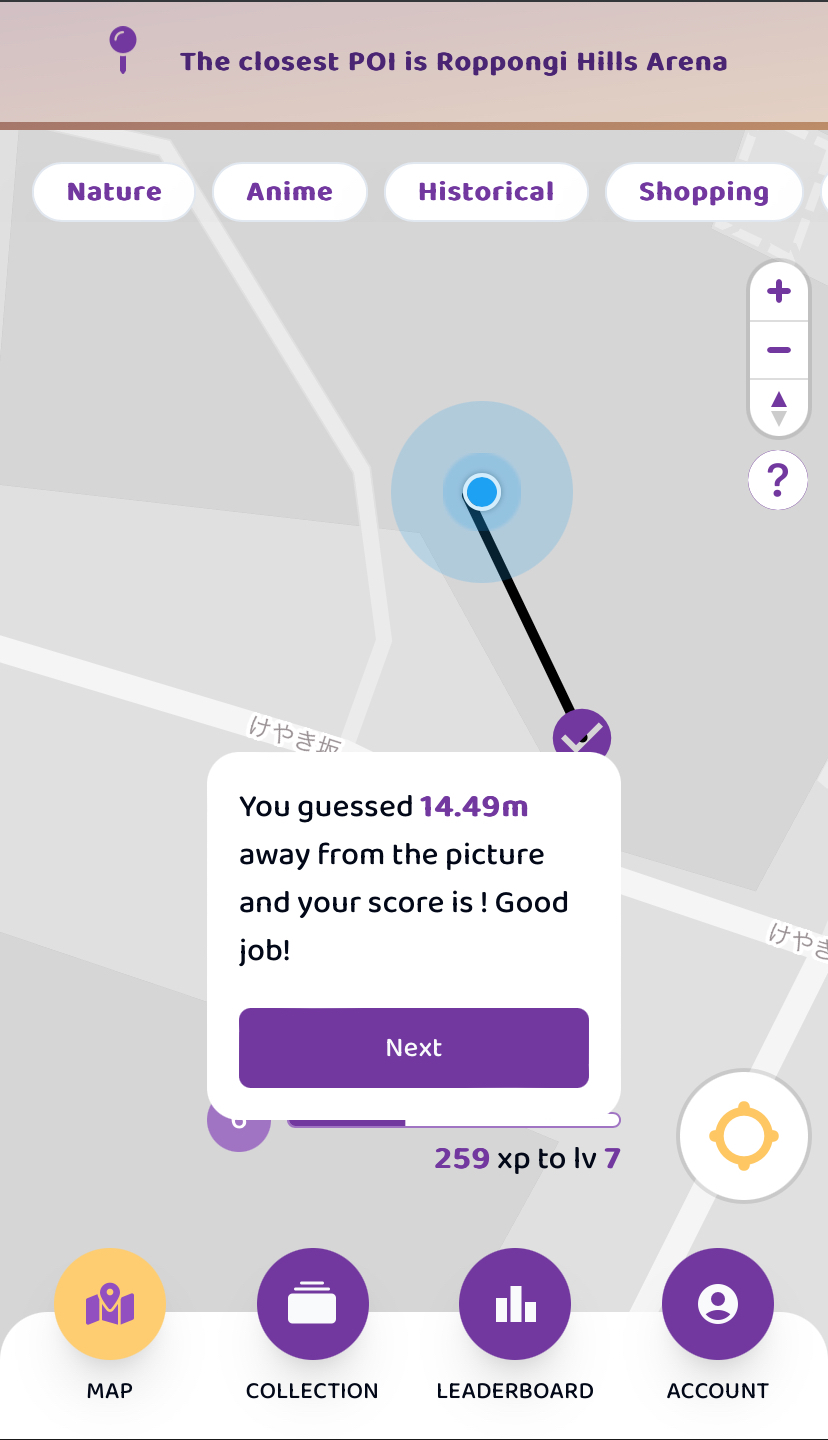 The closest POI is Roppongi Hills Arena
Nature
Anime
Historical
Shopping
?
けやき坂
You guessed 14.49m
away from the picture
and your score is ! Good
job!
けやき
Next
259 xp to lv 7
MAP
COLLECTION
LEADERBOARD
ACCOUNT